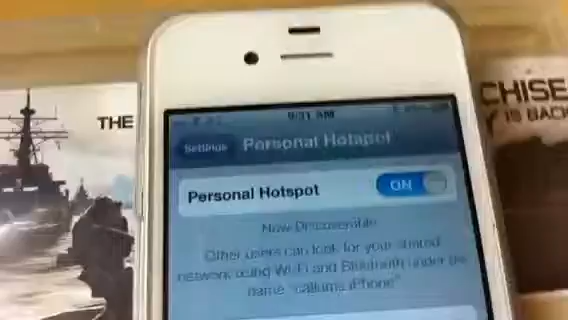 THE
CHISE
IS BACK
9:31 AM
Settings
Personal Hotspot
Personal Hotspot
ON
Now Discoverable
Other users can look for your shared
network using Wi-Fi and Bluetooth under the
name "callums iPhone"